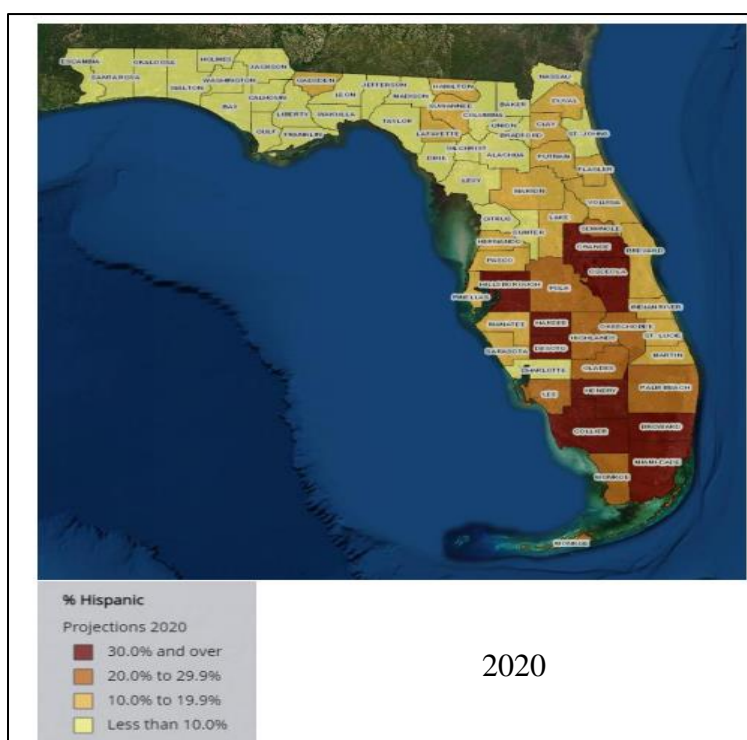 ESCAMBIA
SANTA ROSA
OKALOOSA
WALTON
HOLMES
WASHINGTON
JACKSON
BAY
CALHOUN
GULF
LIBERTY
GADSDEN
FRANKLIN
LEON
WAKULLA
JEFFERSON
MADISON
TAYLOR
HAMILTON
SUWANNEE
LAFAYETTE
DIXIE
COLUMBIA
GILCHRIST
LEVY
BAKER
UNION
BRADFORD
ALACHUA
NASSAU
DUVAL
CLAY
ST. JOHNS
PUTNAM
FLAGLER
MARION
VOLUSIA
CITRUS
SUMTER
LAKE
HERNANDO
PASCO
SEMINOLE
ORANGE
OSCEOLA
BREVARD
HILLSBOROUGH
PINELLAS
POLK
INDIAN RIVER
MANATEE
HARDEE
OKEECHOBEE
HIGHLANDS
ST. LUCIE
SARASOTA
DESOTO
MARTIN
CHARLOTTE
GLADES
LEE
HENDRY
PALM BEACH
COLLIER
BROWARD
MONROE
MIAMI-DADE
MONROE
% Hispanic
Projections 2020
30.0% and over
20.0% to 29.9%
10.0% to 19.9%
Less than 10.0%
2020